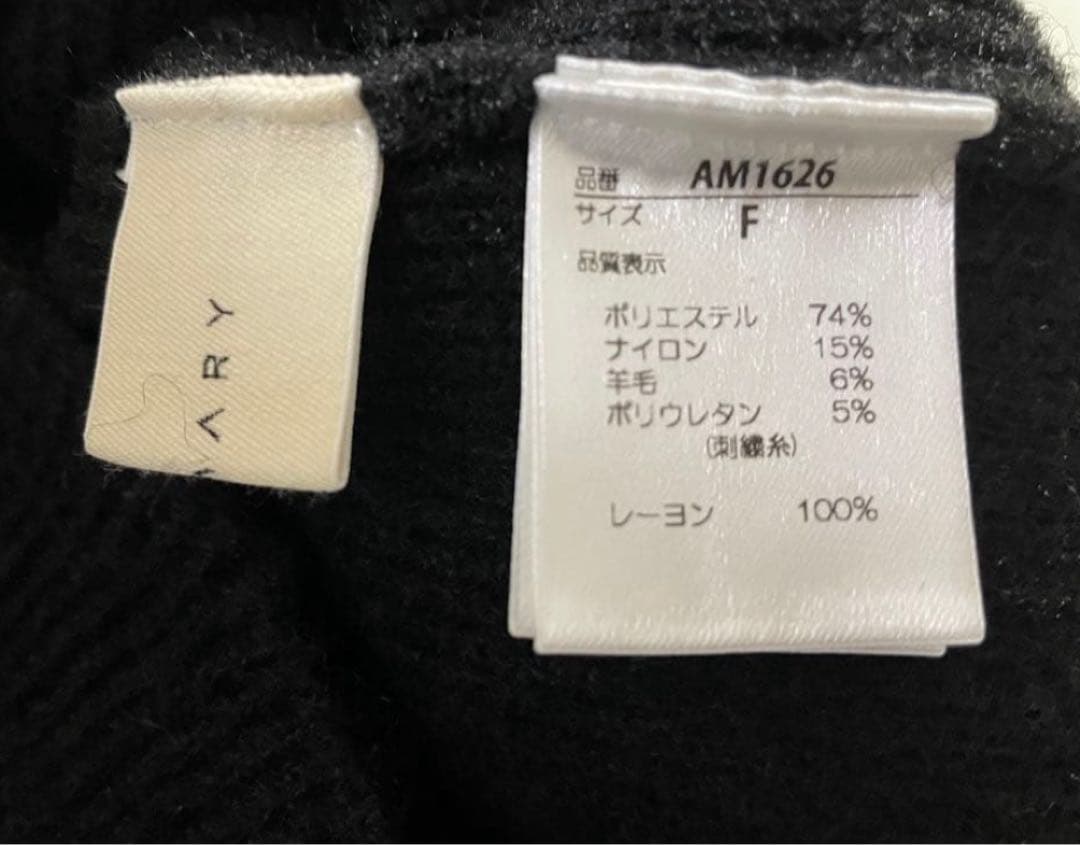 ARY
品番 AM1626
サイズ F
品質表示
ポリエステル 74%
ナイロン 15%
羊毛 6%
ポリウレタン 5%
(刺繍糸)
レーヨン 100%